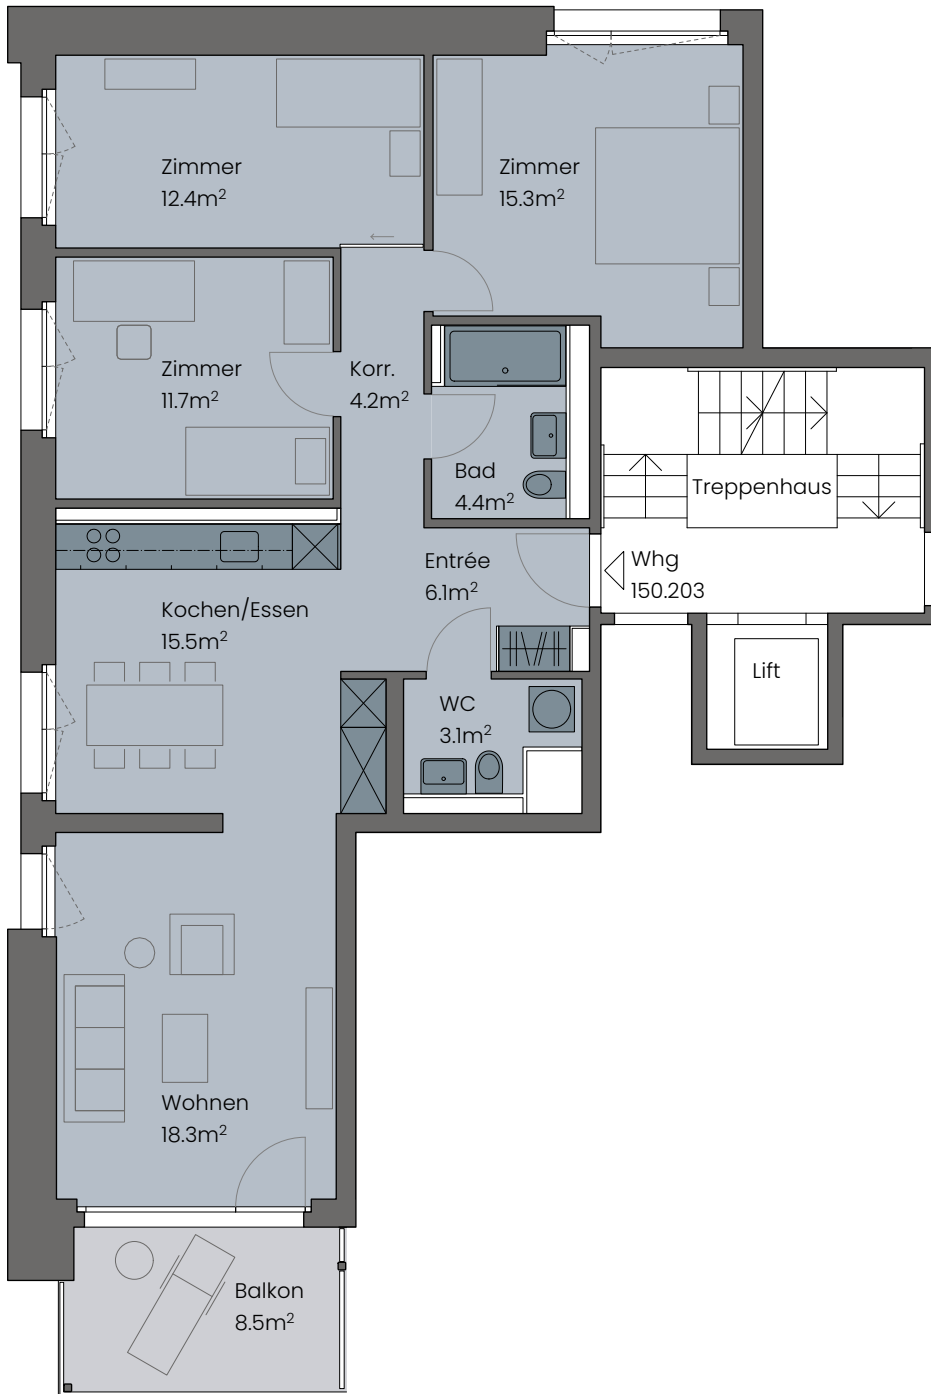 Zimmer
12.4m²
Zimmer
15.3m²
Zimmer
11.7m²
Korr.
4.2m²
Bad
4.4m²
Treppenhaus
Entrée
6.1m²
Whg
150.203
Kochen/Essen
15.5m²
Lift
WC
3.1m²
Wohnen
18.3m²
Balkon
8.5m²